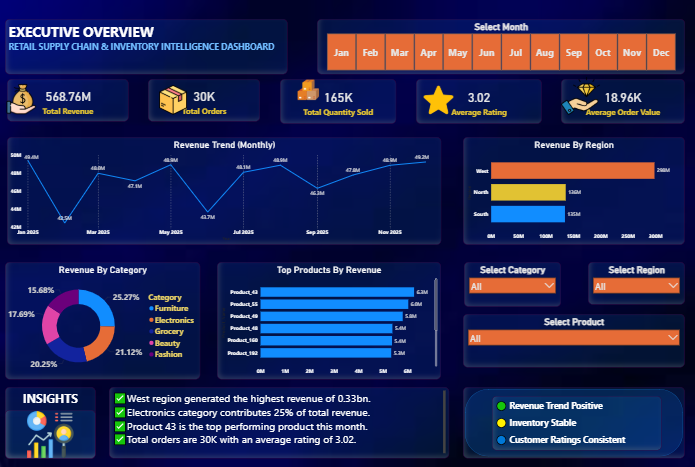 EXECUTIVE OVERVIEW
RETAIL SUPPLY CHAIN & INVENTORY INTELLIGENCE DASHBOARD
Select Month
Jan Feb Mar Apr May Jun Jul Aug Sep Oct Nov Dec
568.76M
Total Revenue
30K
Total Orders
165K
Total Quantity Sold
3.02
Average Rating
18.96K
Average Order Value
Revenue Trend (Monthly)
50M
48M
46M
44M
42M
49.4M
42.5M
48.0M
47.1M
48.9M
43.7M
48.1M
48.9M
46.3M
47.8M
48.9M
49.2M
Jan 2025 Mar 2025 May 2025 Jul 2025 Sep 2025 Nov 2025
Revenue By Region
West 298M
North 136M
South 135M
0M 50M 100M 150M 200M 250M 300M
Revenue By Category
15.68%
25.27%
17.69%
20.25%
21.12%
Category
Furniture
Electronics
Grocery
Beauty
Fashion
Top Products By Revenue
Product_43 6.3M
Product_55 6.0M
Product_49 5.8M
Product_48 5.4M
Product_160 5.4M
Product_192 5.3M
0M 1M 2M 3M 4M 5M 6M
Select Category
All
Select Region
All
Select Product
All
INSIGHTS
West region generated the highest revenue of 0.33bn.
Electronics category contributes 25% of total revenue.
Product 43 is the top performing product this month.
Total orders are 30K with an average rating of 3.02.
Revenue Trend Positive
Inventory Stable
Customer Ratings Consistent